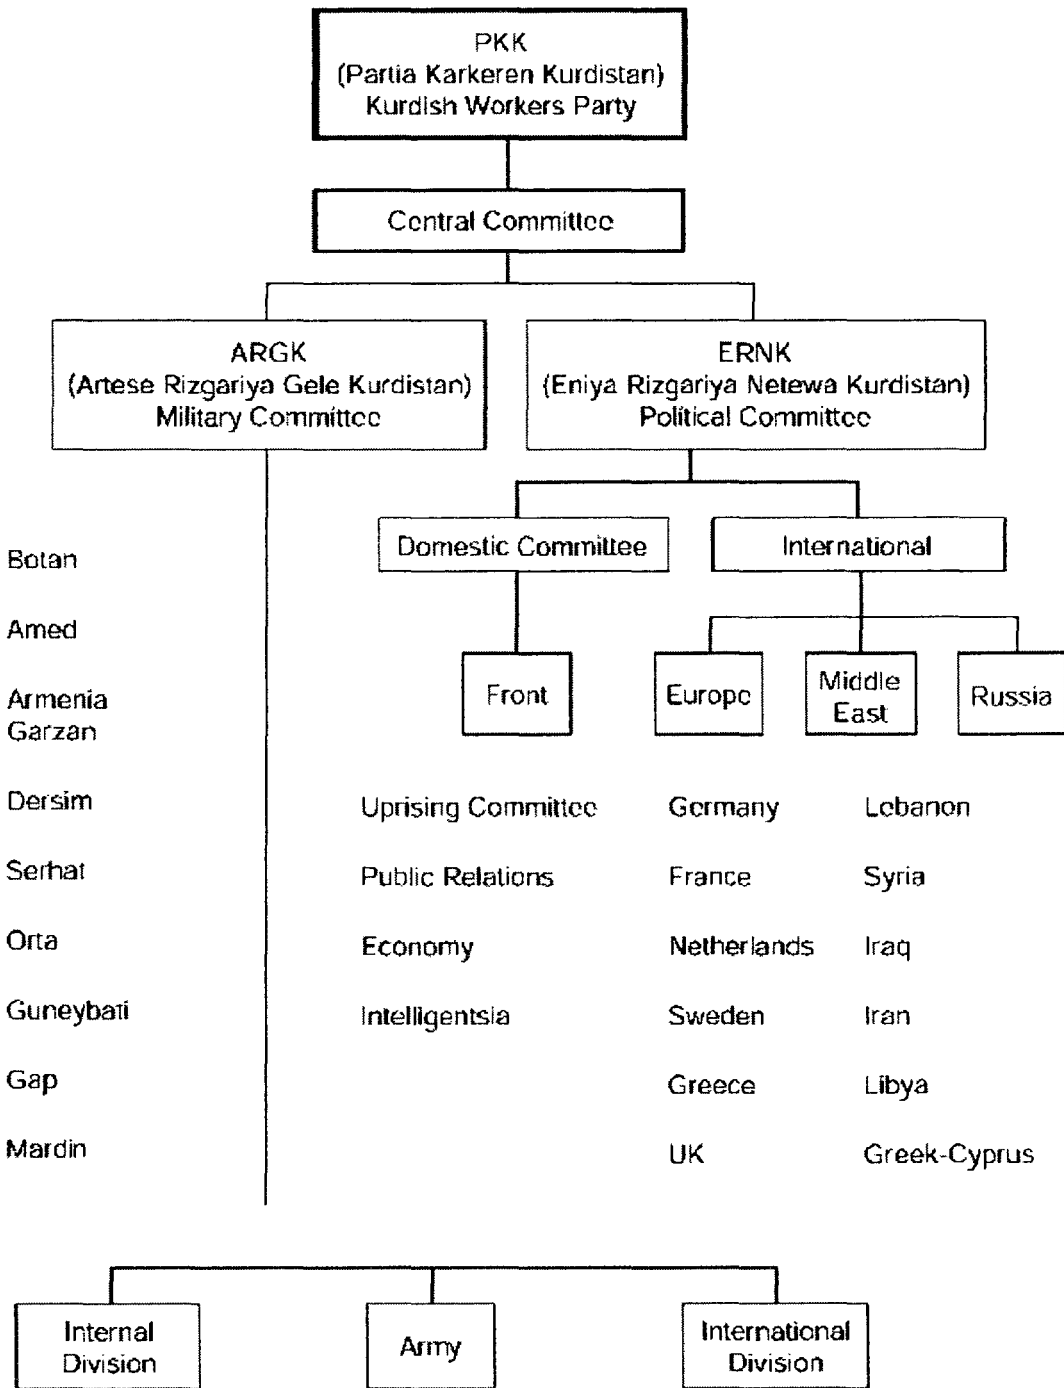 PKK
(Partia Karkeren Kurdistan)
Kurdish Workers Party
Central Committee
ARGK
(Artese Rizgariya Gele Kurdistan)
Military Committee
ERNK
(Eniya Rizgariya Netewa Kurdistan)
Political Committee
Domestic Committee
International
Front
Europe
Middle
East
Russia
Botan
Amed
Armenia
Garzan
Dersim
Serhat
Orta
Guneybati
Gap
Mardin
Uprising Committee
Public Relations
Economy
Intelligentsia
Germany
France
Netherlands
Sweden
Greece
UK
Lebanon
Syria
Iraq
Iran
Libya
Greek-Cyprus
Internal
Division
Army
International
Division